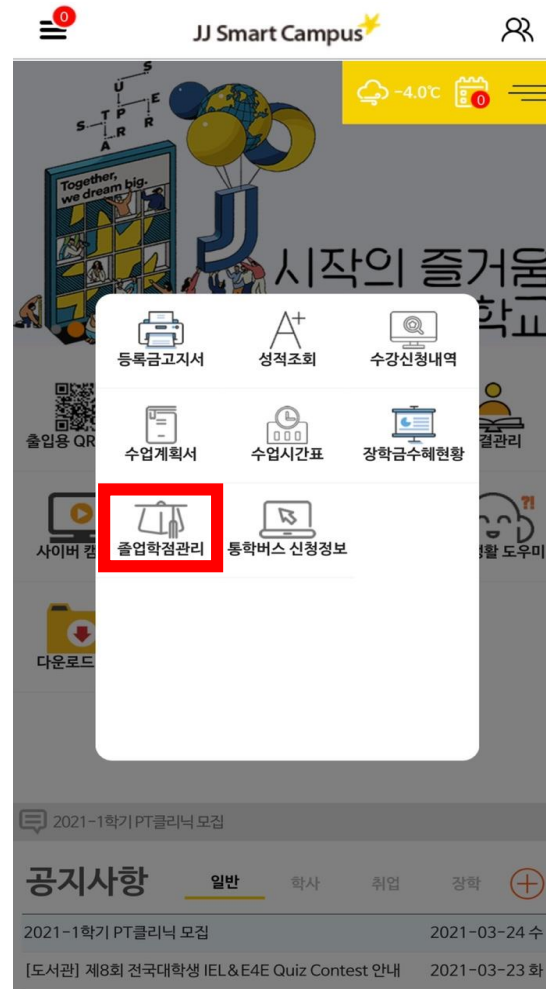 0
JJ Smart Campus
START
UP
SUPERSTAR
-4.0℃
0
Together,
we dream big.
J
시작의 즐거움
학교
등록금고지서
A+
성적조회
수강신청내역
출입용 QR
수업계획서
수업시간표
장학금수혜현황
결관리
사이버 캠
졸업학점관리
통학버스 신청정보
?!
생활 도우미
다운로드
2021-1학기 PT클리닉 모집
공지사항
일반 학사 취업 장학
2021-1학기 PT클리닉 모집 2021-03-24 수
[도서관] 제8회 전국대학생 IEL&E4E Quiz Contest 안내 2021-03-23 화